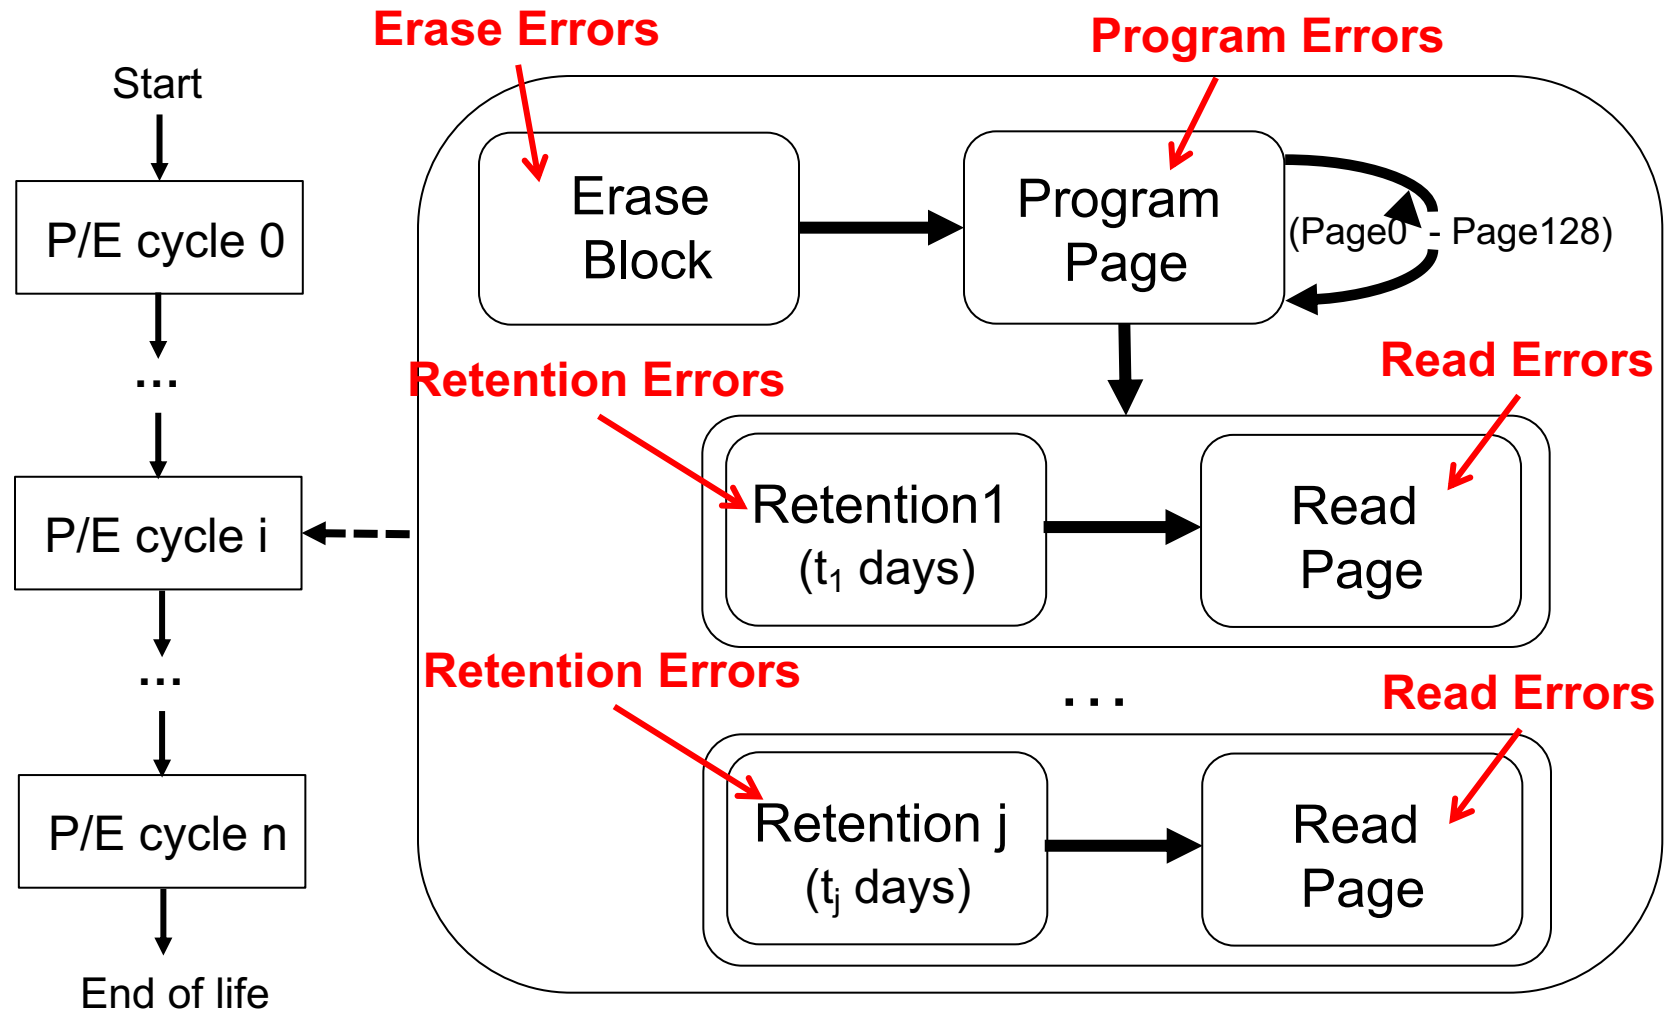 Start
P/E cycle 0
...
P/E cycle i
...
P/E cycle n
End of life
Erase Errors
Program Errors
Erase
Block
Program
Page
(Page0 - Page128)
Retention Errors
Read Errors
Retention1
(t₁ days)
Read
Page
...
Retention Errors
Read Errors
Retention j
(tⱼ days)
Read
Page